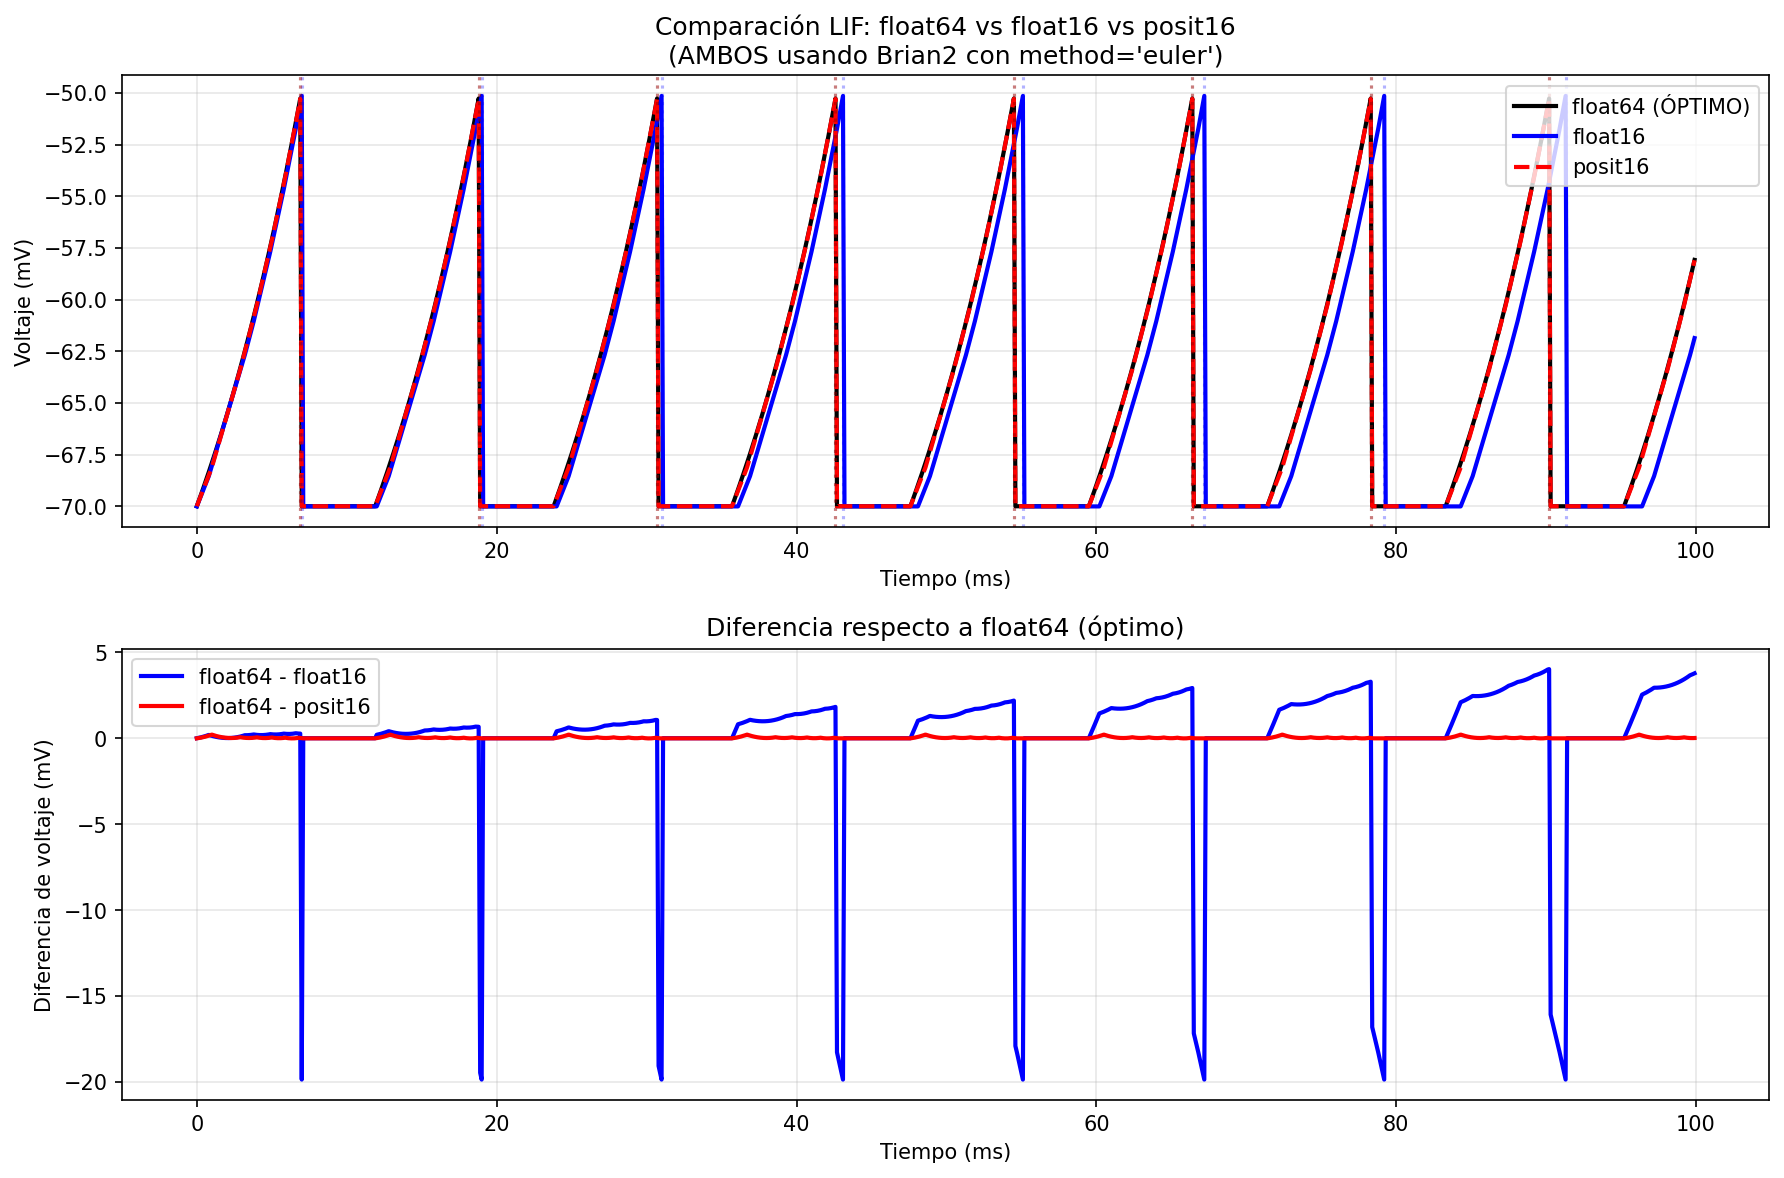 Comparación LIF: float64 vs float16 vs posit16
(AMBOS usando Brian2 con method='euler')
−50.0
−52.5
−55.0
−57.5
−60.0
−62.5
−65.0
−67.5
−70.0
Voltaje (mV)
float64 (ÓPTIMO)
float16
posit16
0
20
40
60
80
100
Tiempo (ms)
Diferencia respecto a float64 (óptimo)
5
0
−5
−10
−15
−20
Diferencia de voltaje (mV)
float64 - float16
float64 - posit16
0
20
40
60
80
100
Tiempo (ms)